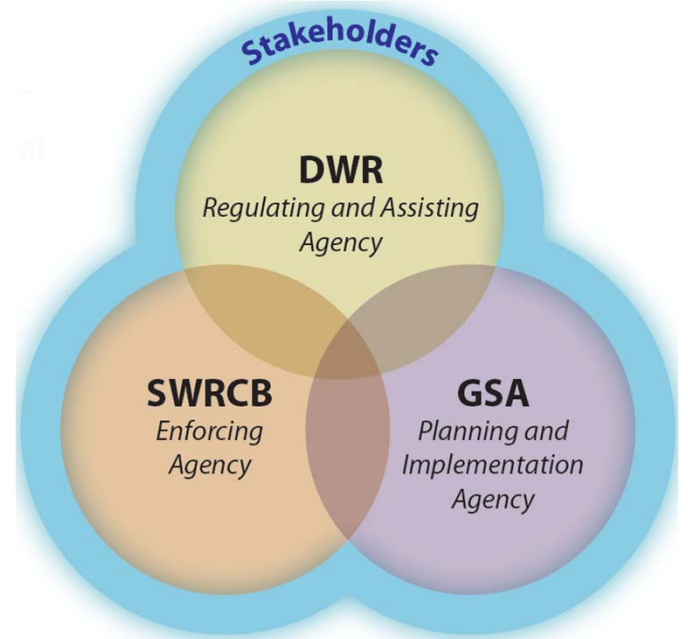 Stakeholders
DWR
Regulating and Assisting
Agency
SWRCB
Enforcing
Agency
GSA
Planning and
Implementation
Agency